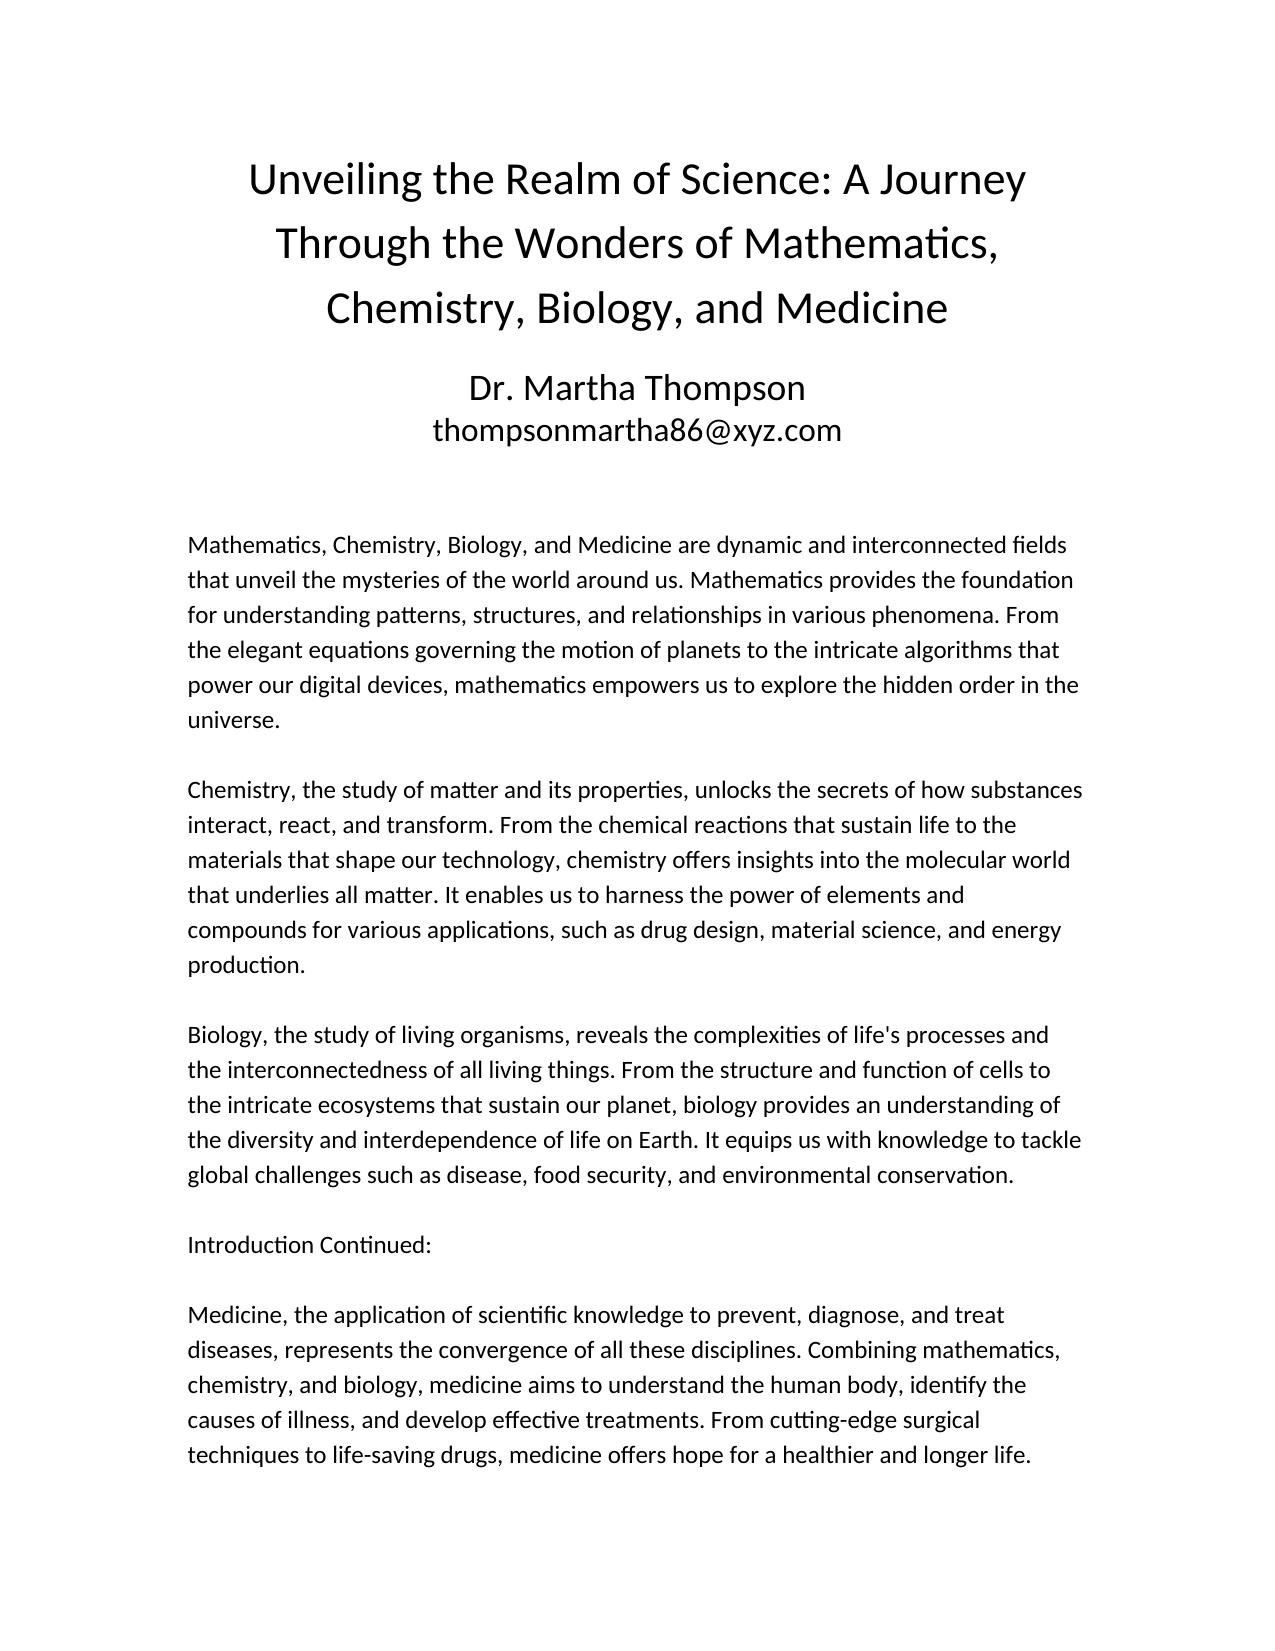 Unveiling the Realm of Science: A Journey
Through the Wonders of Mathematics,
Chemistry, Biology, and Medicine
Dr. Martha Thompson
thompsonmartha86@xyz.com
Mathematics, Chemistry, Biology, and Medicine are dynamic and interconnected fields
that unveil the mysteries of the world around us. Mathematics provides the foundation
for understanding patterns, structures, and relationships in various phenomena. From
the elegant equations governing the motion of planets to the intricate algorithms that
power our digital devices, mathematics empowers us to explore the hidden order in the
universe.
Chemistry, the study of matter and its properties, unlocks the secrets of how substances
interact, react, and transform. From the chemical reactions that sustain life to the
materials that shape our technology, chemistry offers insights into the molecular world
that underlies all matter. It enables us to harness the power of elements and
compounds for various applications, such as drug design, material science, and energy
production.
Biology, the study of living organisms, reveals the complexities of life's processes and
the interconnectedness of all living things. From the structure and function of cells to
the intricate ecosystems that sustain our planet, biology provides an understanding of
the diversity and interdependence of life on Earth. It equips us with knowledge to tackle
global challenges such as disease, food security, and environmental conservation.
Introduction Continued:
Medicine, the application of scientific knowledge to prevent, diagnose, and treat
diseases, represents the convergence of all these disciplines. Combining mathematics,
chemistry, and biology, medicine aims to understand the human body, identify the
causes of illness, and develop effective treatments. From cutting-edge surgical
techniques to life-saving drugs, medicine offers hope for a healthier and longer life.